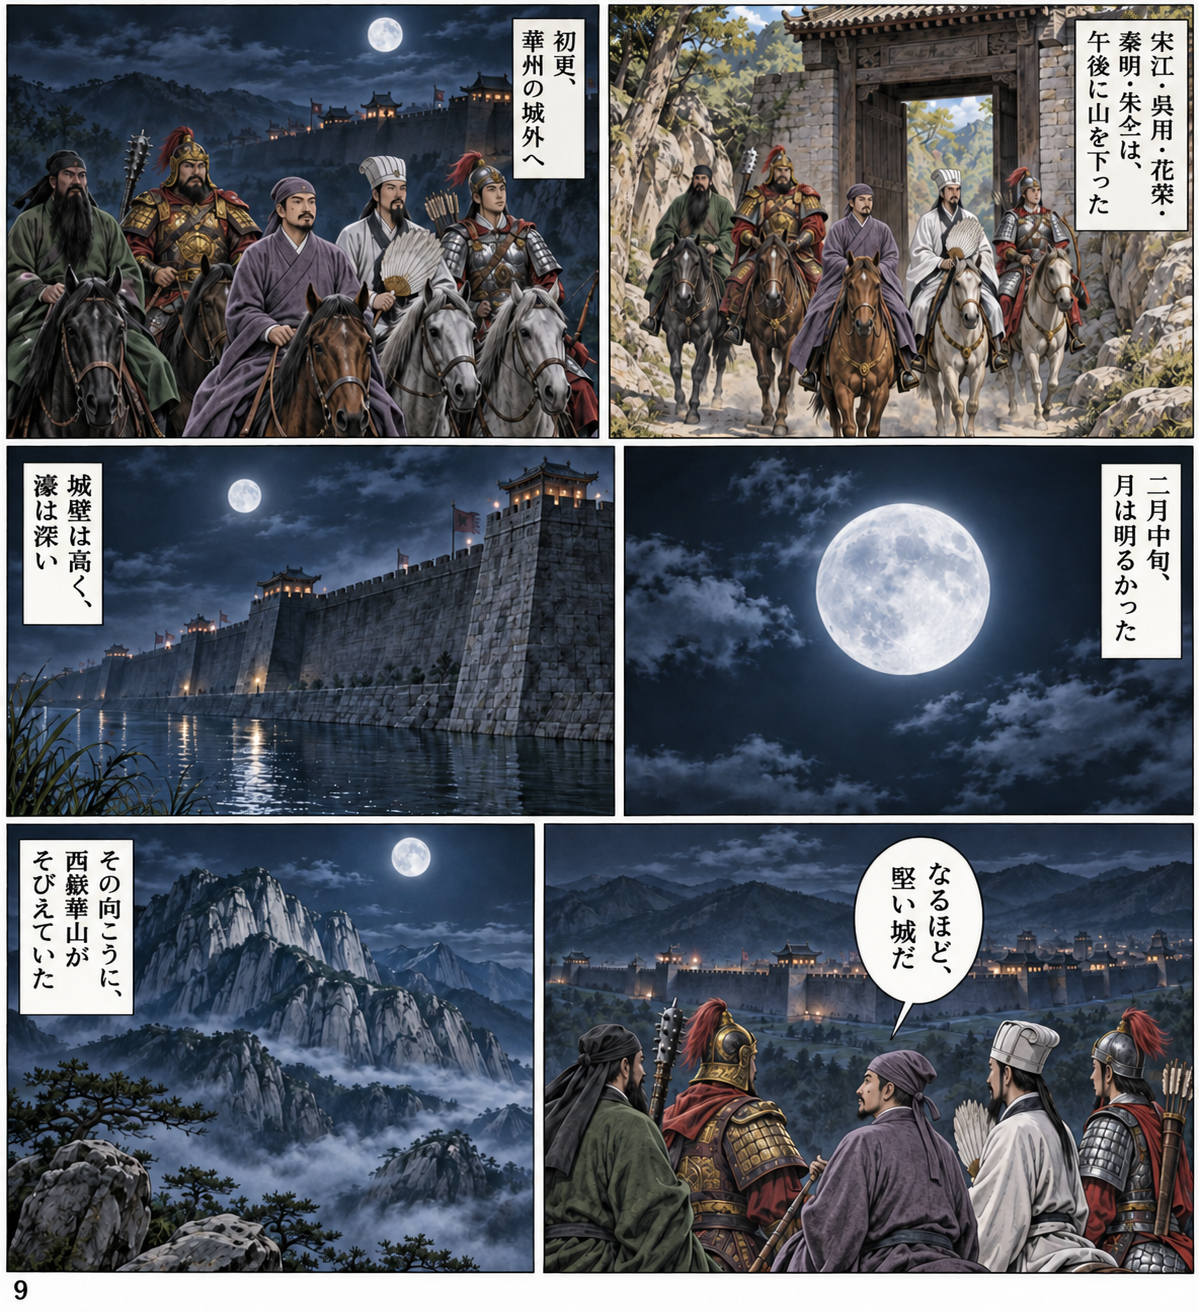 宋江・呉用・花榮・
秦明・朱仝は、
午後に山を下った
初更、
華州の城外へ
二月中旬、
月は明るかった
城壁は高く、
濠は深い
なるほど、
堅い城だ
その向こうに、
西嶽華山が
そびえていた
9